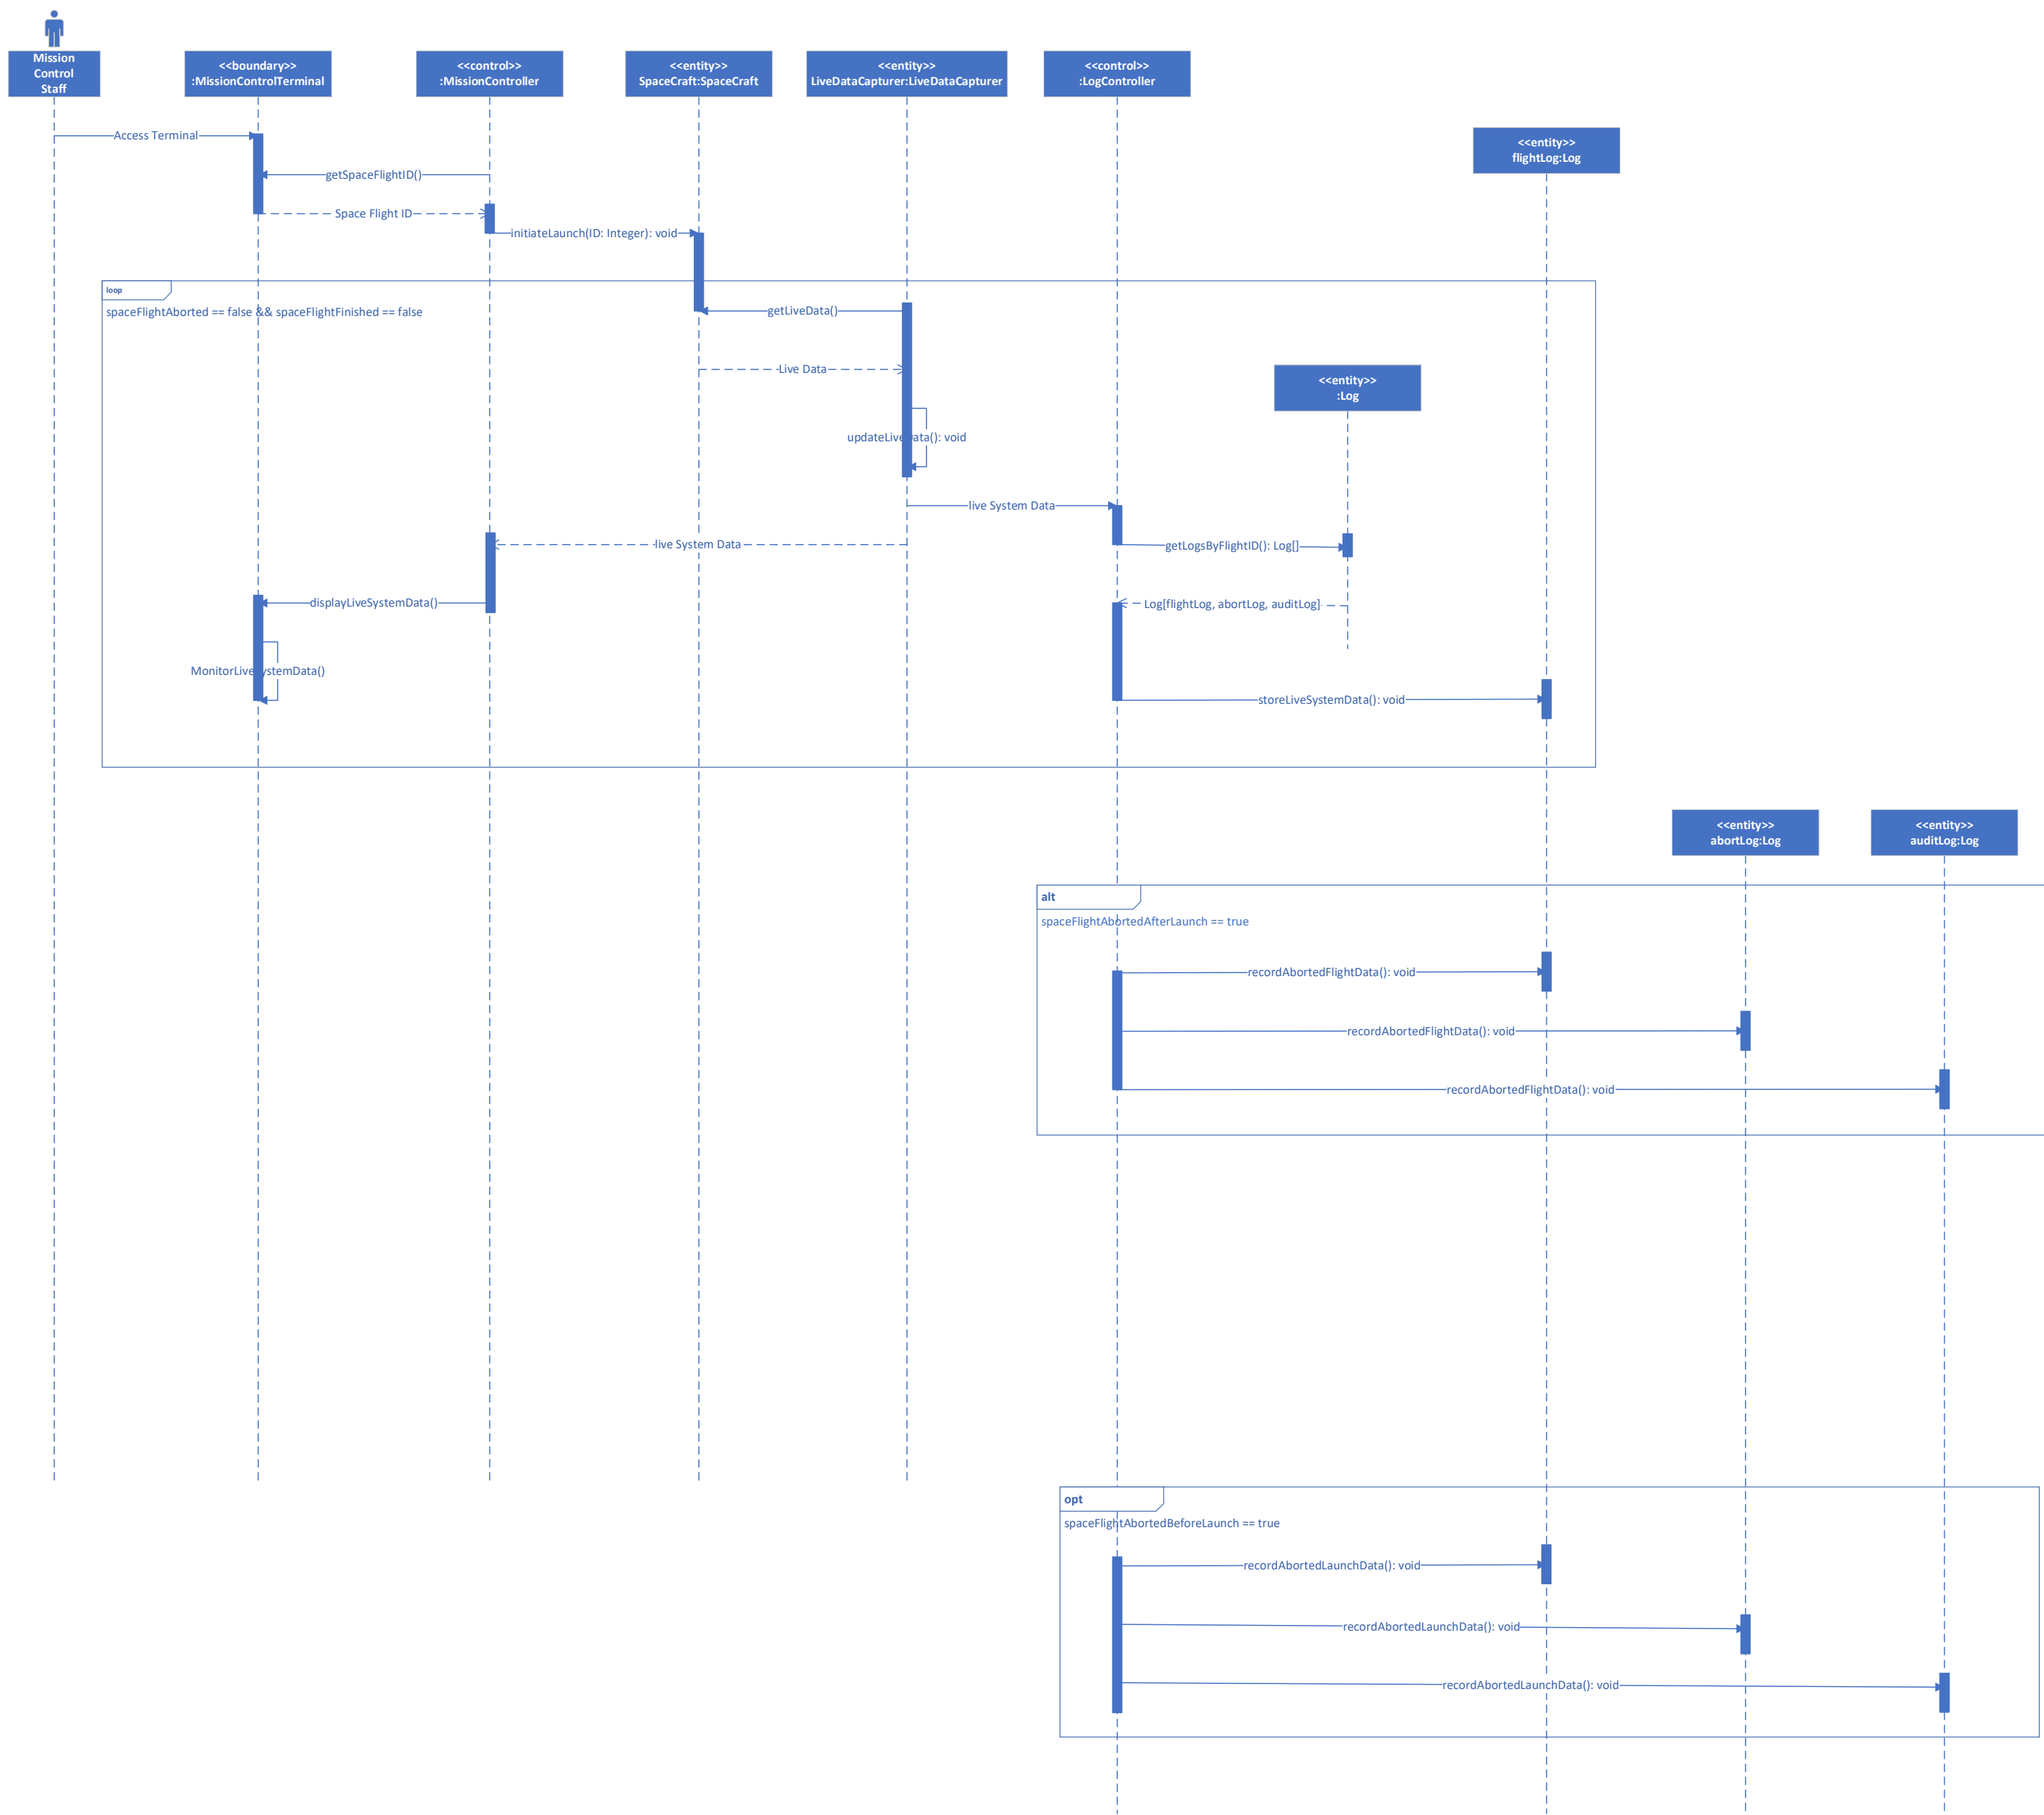 Mission
Control
Staff
<<boundary>>
:MissionControlTerminal
<<control>>
:MissionController
<<entity>>
SpaceCraft:SpaceCraft
<<entity>>
LiveDataCapturer:LiveDataCapturer
<<control>>
:LogController
<<entity>>
flightLog:Log
Access Terminal
getSpaceFlightID()
Space Flight ID
initiateLaunch(ID: Integer): void
loop
spaceFlightAborted == false && spaceFlightFinished == false
getLiveData()
Live Data
<<entity>>
:Log
updateLiveData(): void
live System Data
live System Data
getLogsByFlightID(): Log[]
displayLiveSystemData()
Log[flightLog, abortLog, auditLog]
MonitorLiveSystemData()
storeLiveSystemData(): void
<<entity>>
abortLog:Log
<<entity>>
auditLog:Log
alt
spaceFlightAbortedAfterLaunch == true
recordAbortedFlightData(): void
recordAbortedFlightData(): void
recordAbortedFlightData(): void
opt
spaceFlightAbortedBeforeLaunch == true
recordAbortedLaunchData(): void
recordAbortedLaunchData(): void
recordAbortedLaunchData(): void